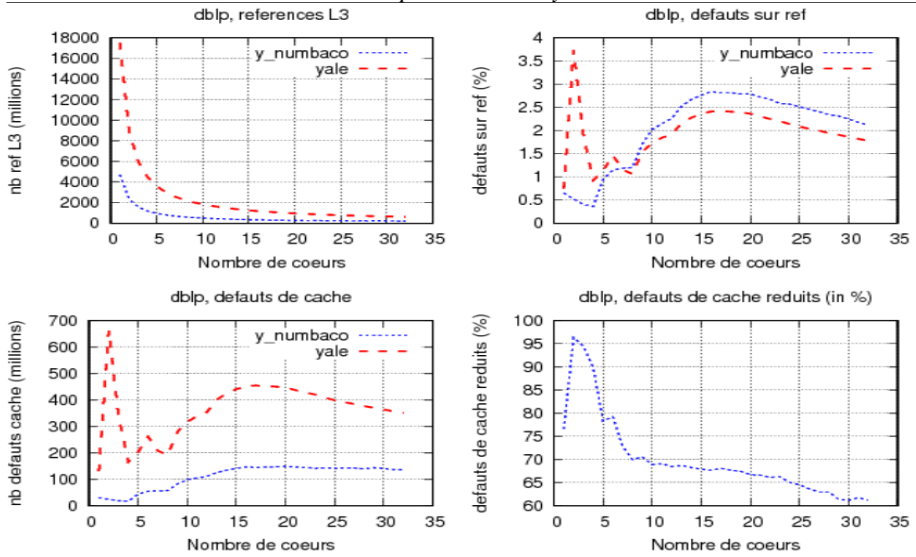 dblp, references L3
nb ref L3 (millions)
18000
16000
14000
12000
10000
8000
6000
4000
2000
0
y_numbaco
yale
0 5 10 15 20 25 30 35
Nombre de coeurs
dblp, defauts sur ref
defauts sur ref (%)
4
3.5
3
2.5
2
1.5
1
0.5
0
y_numbaco
yale
0 5 10 15 20 25 30 35
Nombre de coeurs
dblp, defauts de cache
nb defauts cache (millions)
700
600
500
400
300
200
100
0
y_numbaco
yale
0 5 10 15 20 25 30 35
Nombre de coeurs
dblp, defauts de cache reduits (in %)
defauts de cache reduits (%)
100
95
90
85
80
75
70
65
60
0 5 10 15 20 25 30 35
Nombre de coeurs